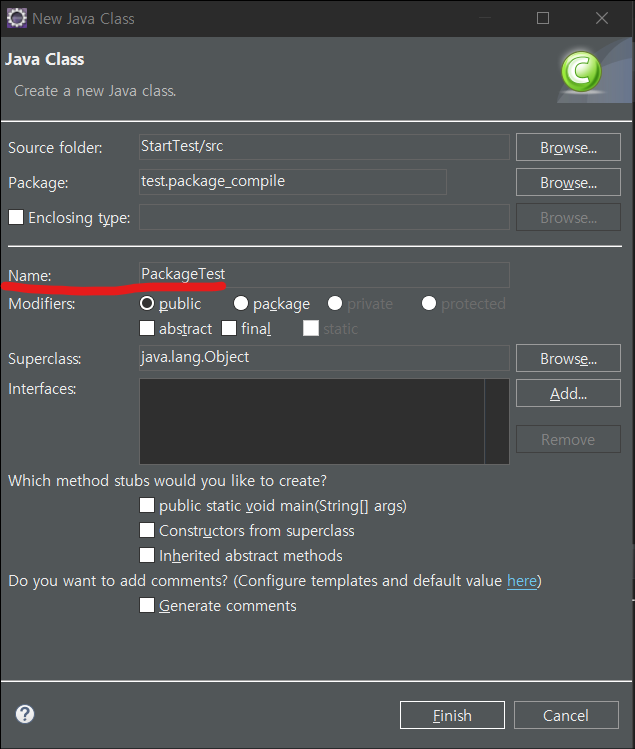 New Java Class
Java Class
Create a new Java class.
Source folder: StartTest/src Browse...
Package: test.package_compile Browse...
Enclosing type: Browse...
Name: PackageTest
Modifiers: public package private protected
abstract final static
Superclass: java.lang.Object Browse...
Interfaces: Add...
Remove
Which method stubs would you like to create?
public static void main(String[] args)
Constructors from superclass
Inherited abstract methods
Do you want to add comments? (Configure templates and default value here)
Generate comments
? Finish Cancel